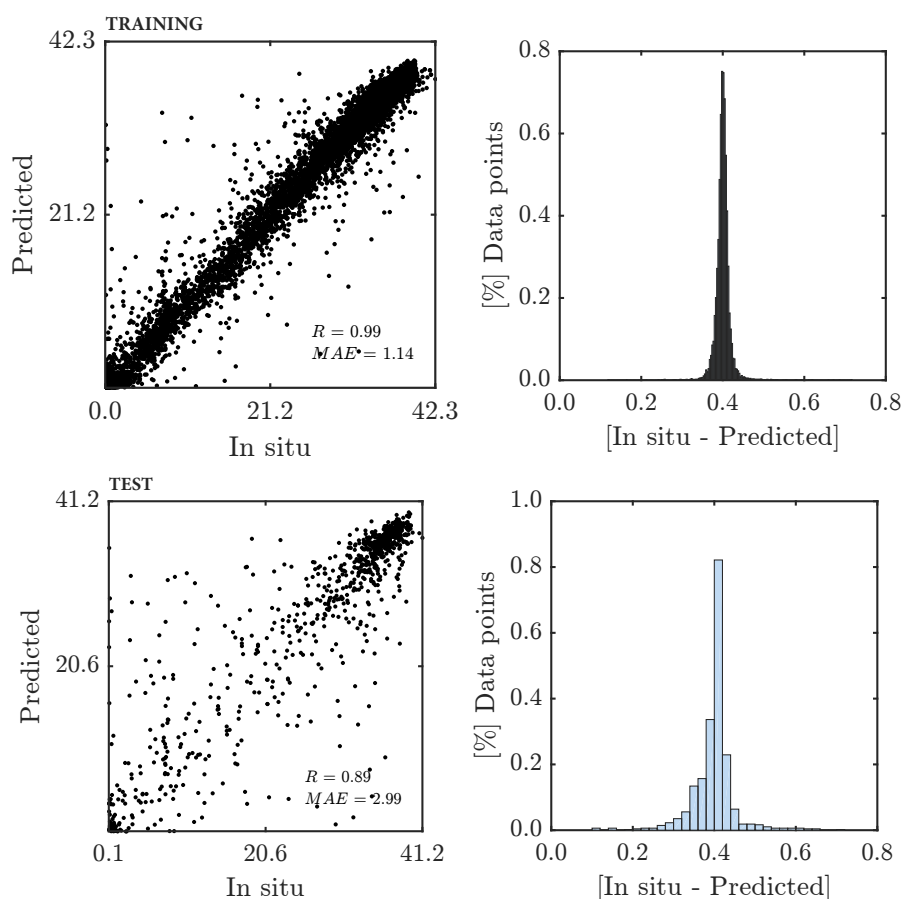 TRAINING
42.3
21.2
Predicted
R = 0.99
MAE = 1.14
0.0 21.2 42.3
In situ
0.8
0.6
0.4
0.2
0.0
[%] Data points
0.0 0.2 0.4 0.6 0.8
[In situ - Predicted]
TEST
41.2
20.6
Predicted
R = 0.89
MAE = 2.99
0.1 20.6 41.2
In situ
1.0
0.8
0.6
0.4
0.2
0.0
[%] Data points
0.0 0.2 0.4 0.6 0.8
[In situ - Predicted]